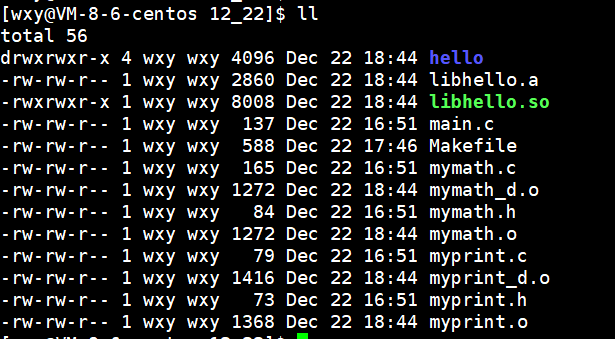 [wxy@VM-8-6-centos 12_22]$ ll
total 56
drwxrwxr-x 4 wxy wxy 4096 Dec 22 18:44 hello
-rw-rw-r-- 1 wxy wxy 2860 Dec 22 18:44 libhello.a
-rwxrwxr-x 1 wxy wxy 8008 Dec 22 18:44 libhello.so
-rw-rw-r-- 1 wxy wxy  137 Dec 22 16:51 main.c
-rw-rw-r-- 1 wxy wxy  588 Dec 22 17:46 Makefile
-rw-rw-r-- 1 wxy wxy  165 Dec 22 16:51 mymath.c
-rw-rw-r-- 1 wxy wxy 1272 Dec 22 18:44 mymath_d.o
-rw-rw-r-- 1 wxy wxy   84 Dec 22 16:51 mymath.h
-rw-rw-r-- 1 wxy wxy 1272 Dec 22 18:44 mymath.o
-rw-rw-r-- 1 wxy wxy   79 Dec 22 16:51 myprint.c
-rw-rw-r-- 1 wxy wxy 1416 Dec 22 18:44 myprint_d.o
-rw-rw-r-- 1 wxy wxy   73 Dec 22 16:51 myprint.h
-rw-rw-r-- 1 wxy wxy 1368 Dec 22 18:44 myprint.o
[wxy@VM-8-6-centos 12_22]$